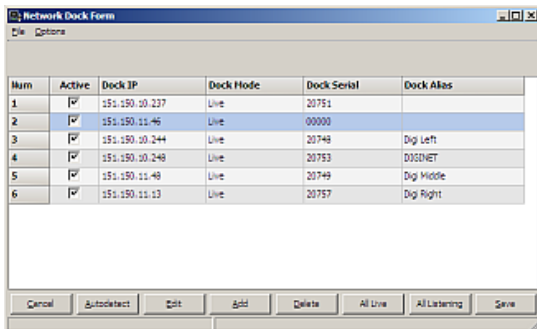 Network Dock Form
File Options
Num Active Dock IP Dock Mode Dock Serial Dock Alias
1 151.150.10.237 Live 20751
2 151.150.11.46 Live 00000
3 151.150.10.244 Live 20748 Digi Left
4 151.150.10.248 Live 20753 DIGINET
5 151.150.11.48 Live 20749 Digi Middle
6 151.150.11.13 Live 20757 Digi Right
Cancel Autodetect Edit Add Delete All Live All Listening Save